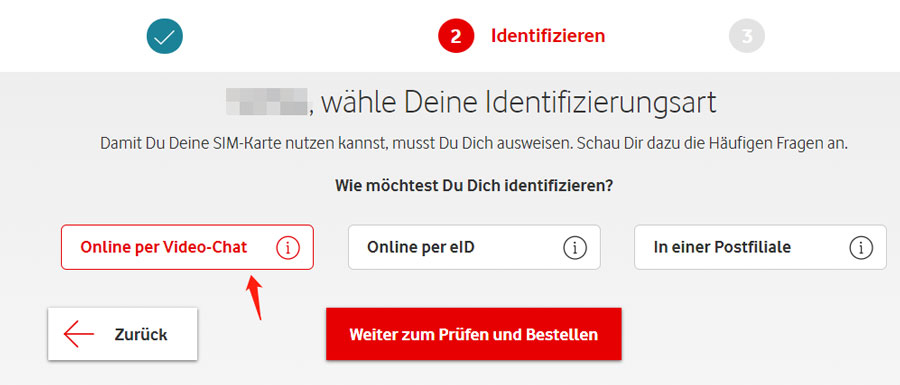 2 Identifizieren 3
, wähle Deine Identifizierungsart
Damit Du Deine SIM-Karte nutzen kannst, musst Du Dich ausweisen. Schau Dir dazu die Häufigen Fragen an.
Wie möchtest Du Dich identifizieren?
Online per Video-Chat i Online per eID i In einer Postfiliale i
Zurück Weiter zum Prüfen und Bestellen